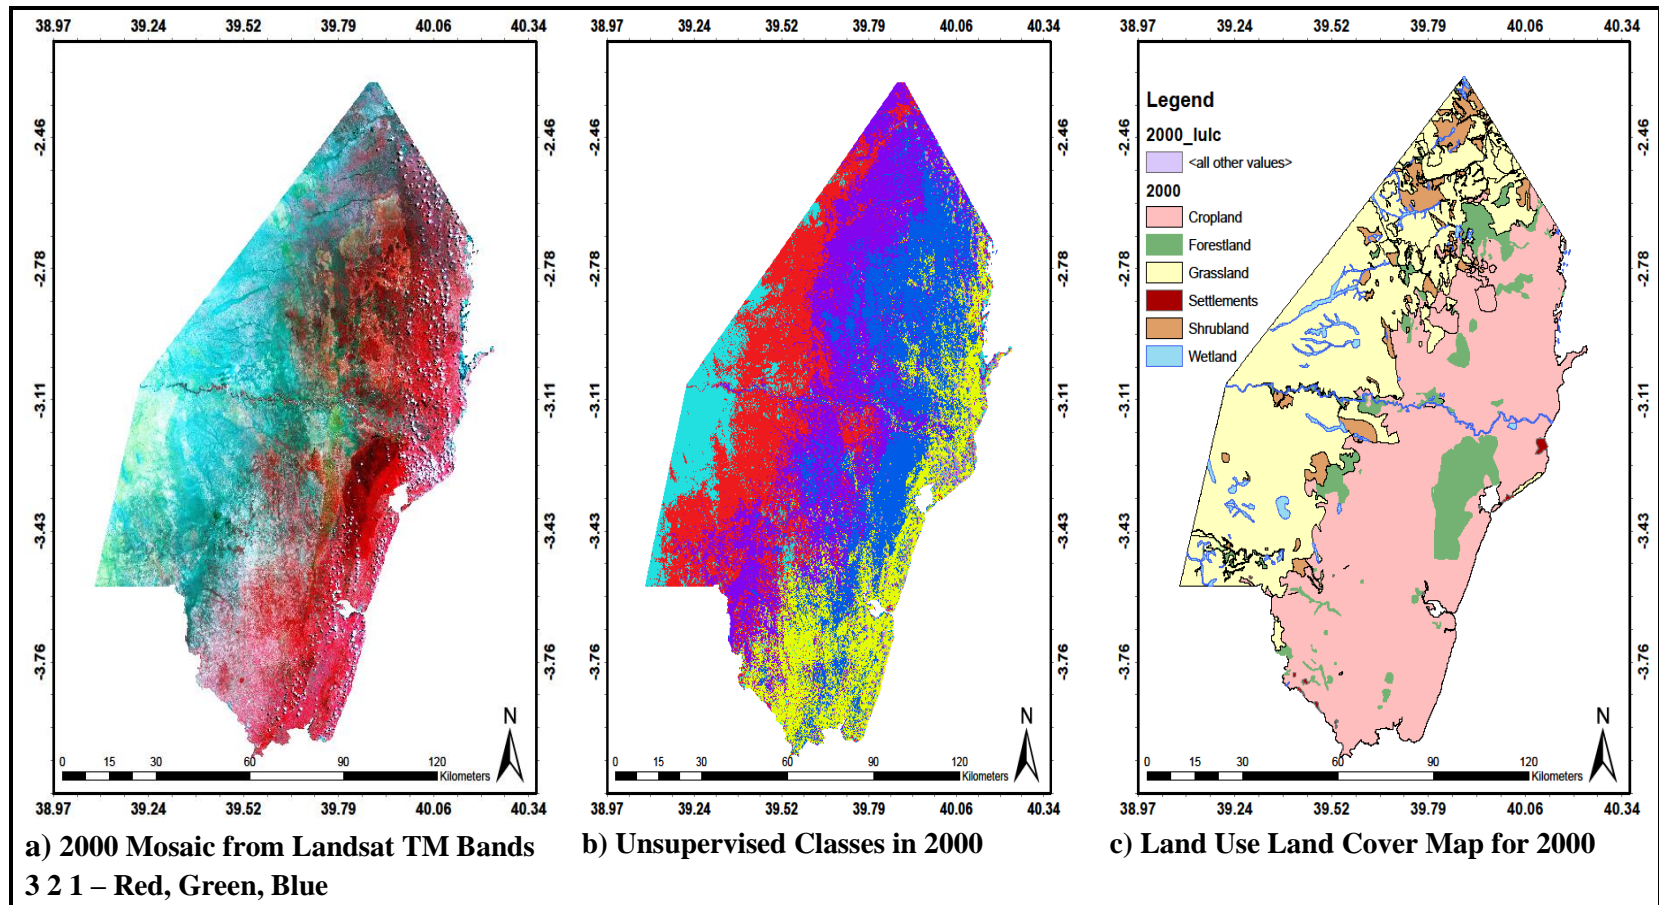 38.97 39.24 39.52 39.79 40.06 40.34
-2.46 -2.46
-2.78 -2.78
-3.11 -3.11
-3.43 -3.43
-3.76 -3.76
N
0 15 30 60 90 120
Kilometers
38.97 39.24 39.52 39.79 40.06 40.34
a) 2000 Mosaic from Landsat TM Bands
3 2 1 – Red, Green, Blue
38.97 39.24 39.52 39.79 40.06 40.34
-2.46 -2.46
-2.78 -2.78
-3.11 -3.11
-3.43 -3.43
-3.76 -3.76
N
0 15 30 60 90 120
Kilometers
38.97 39.24 39.52 39.79 40.06 40.34
b) Unsupervised Classes in 2000
38.97 39.24 39.52 39.79 40.06 40.34
Legend
2000_lulc
<all other values>
2000
Cropland
Forestland
Grassland
Settlements
Shrubland
Wetland
-2.46 -2.46
-2.78 -2.78
-3.11 -3.11
-3.43 -3.43
-3.76 -3.76
N
0 15 30 60 90 120
Kilometers
38.97 39.24 39.52 39.79 40.06 40.34
c) Land Use Land Cover Map for 2000